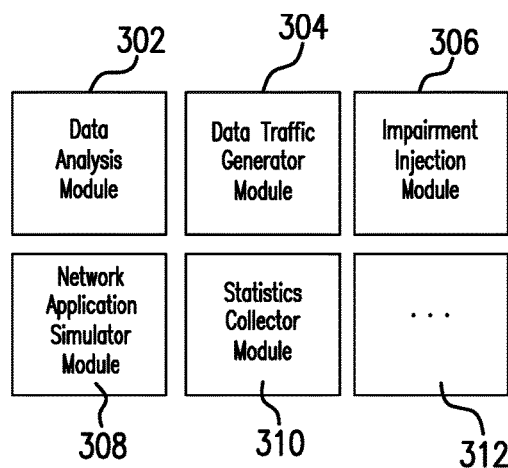 302
304
306
Data
Analysis
Module
Data Traffic
Generator
Module
Impairment
Injection
Module
Network
Application
Simulator
Module
Statistics
Collector
Module
...
308
310
312